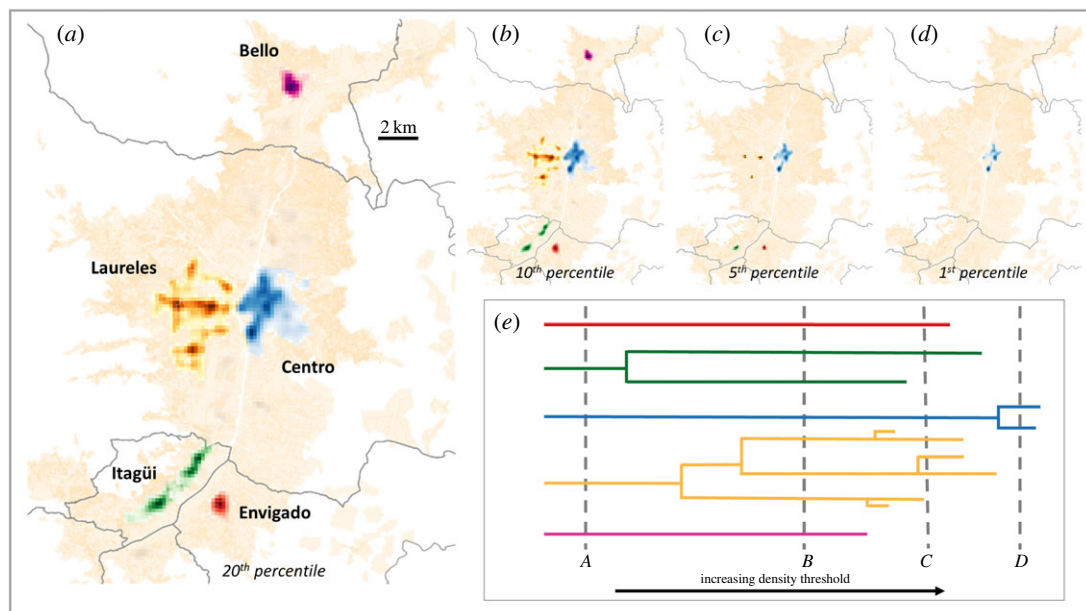 (a)
Bello
2 km
Laureles
Centro
Itagüi
Envigado
20th percentile
(b)
10th percentile
(c)
5th percentile
(d)
1st percentile
(e)
A
B
C
D
increasing density threshold